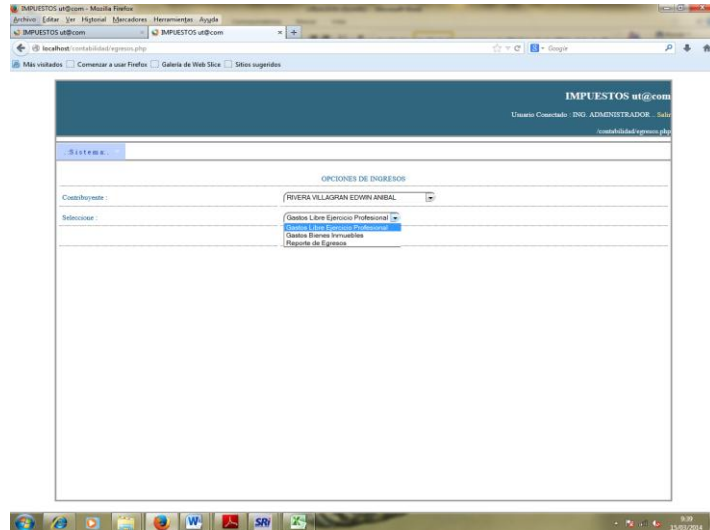 IMPUESTOS ut@com - Mozilla Firefox
Archivo Editar Ver Historial Marcadores Herramientas Ayuda
IMPUESTOS ut@com × IMPUESTOS ut@com × +
localhost/contabilidad/egresos.php Google
Más visitados Comenzar a usar Firefox Galería de Web Slice Sitios sugeridos
IMPUESTOS ut@com
Usuario Conectado : ING. ADMINISTRADOR... Salir
/contabilidad/egresos.php
..Sistema..
OPCIONES DE INGRESOS
Contribuyente : RIVERA VILLAGRAN EDWIN ANIBAL
Seleccione : Gastos Libre Ejercicio Profesional
Gastos Libre Ejercicio Profesional
Gastos Bienes Inmuebles
Reporte de Egresos
SRi
9:39
15/03/2014